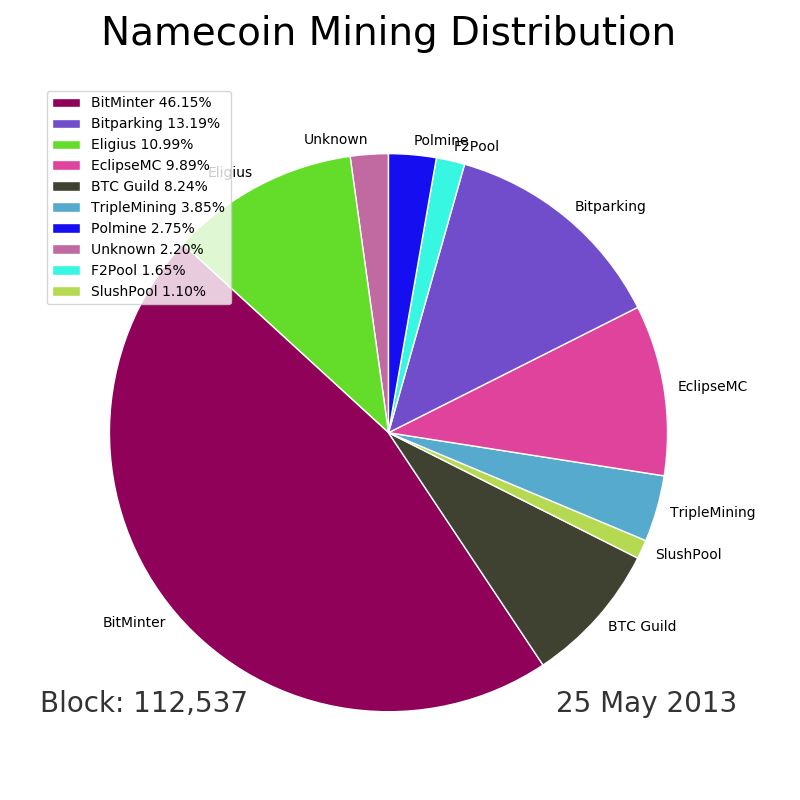 Namecoin Mining Distribution
BitMinter 46.15%
Bitparking 13.19%
Eligius 10.99%
EclipseMC 9.89%
BTC Guild 8.24%
TripleMining 3.85%
Polmine 2.75%
Unknown 2.20%
F2Pool 1.65%
SlushPool 1.10%
Unknown
Polmine
F2Pool
Eligius
Bitparking
EclipseMC
TripleMining
SlushPool
BitMinter
BTC Guild
Block: 112,537
25 May 2013